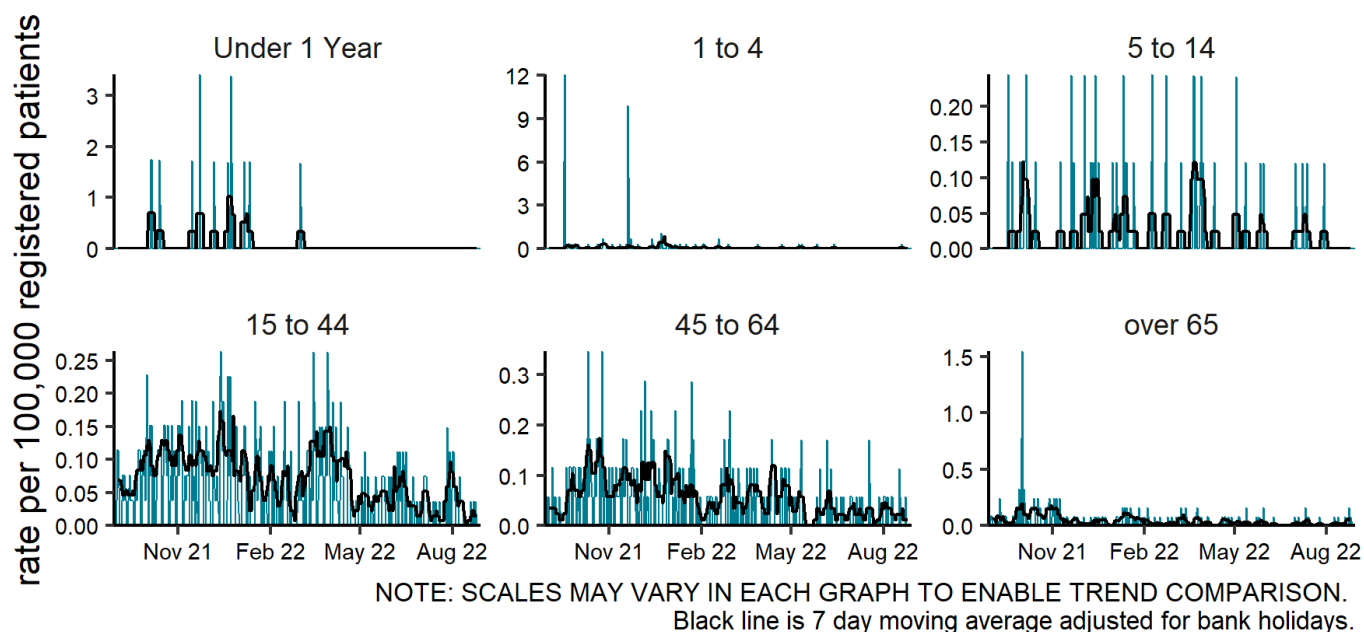 rate per 100,000 registered patients
Under 1 Year
3
2
1
0
1 to 4
12
9
6
3
0
5 to 14
0.20
0.15
0.10
0.05
0.00
15 to 44
0.25
0.20
0.15
0.10
0.05
0.00
Nov 21 Feb 22 May 22 Aug 22
45 to 64
0.3
0.2
0.1
0.0
Nov 21 Feb 22 May 22 Aug 22
over 65
1.5
1.0
0.5
0.0
Nov 21 Feb 22 May 22 Aug 22
NOTE: SCALES MAY VARY IN EACH GRAPH TO ENABLE TREND COMPARISON.
Black line is 7 day moving average adjusted for bank holidays.